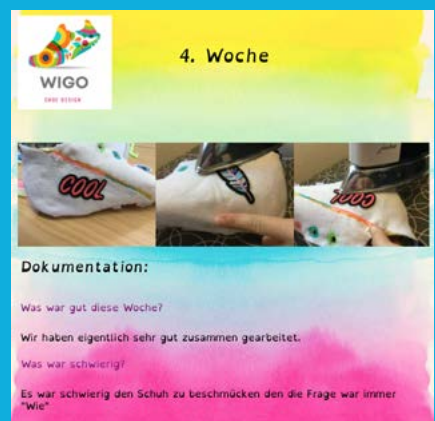 4. Woche
WIGO
SHOE DESIGN
COOL
COOL
Dokumentation:
Was war gut diese Woche?
Wir haben eigentlich sehr gut zusammen gearbeitet.
Was war schwierig?
Es war schwierig den Schuh zu beschmücken den die Frage war immer
"Wie"